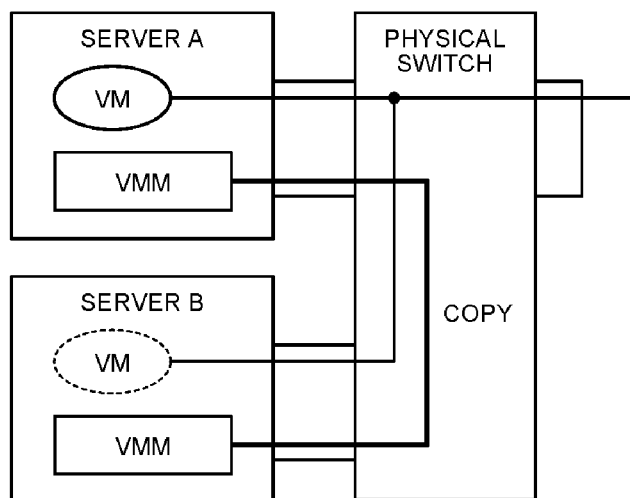 SERVER A
VM
VMM
PHYSICAL
SWITCH
SERVER B
VM
VMM
COPY